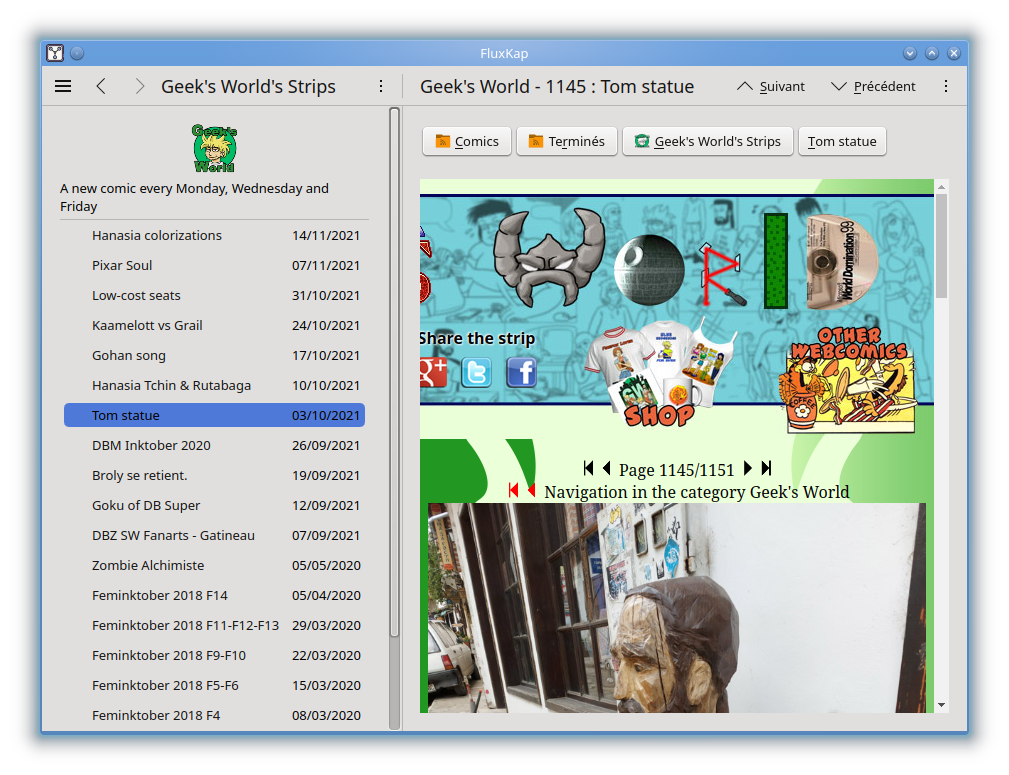 FluxKap
Geek's World's Strips
Geek's World - 1145 : Tom statue
Suivant
Précédent
Geek's
World
A new comic every Monday, Wednesday and
Friday
Hanasia colorizations 14/11/2021
Pixar Soul 07/11/2021
Low-cost seats 31/10/2021
Kaamelott vs Grail 24/10/2021
Gohan song 17/10/2021
Hanasia Tchin & Rutabaga 10/10/2021
Tom statue 03/10/2021
DBM Inktober 2020 26/09/2021
Broly se retient. 19/09/2021
Goku of DB Super 12/09/2021
DBZ SW Fanarts - Gatineau 07/09/2021
Zombie Alchimiste 05/05/2020
Feminktober 2018 F14 05/04/2020
Feminktober 2018 F11-F12-F13 29/03/2020
Feminktober 2018 F9-F10 22/03/2020
Feminktober 2018 F5-F6 15/03/2020
Feminktober 2018 F4 08/03/2020
Comics
Terminés
Geek's World's Strips
Tom statue
World Domination 99
Share the strip
g+
t
f
SHOP
OTHER
WEBCOMICS
COFFEE
Page 1145/1151
Navigation in the category Geek's World